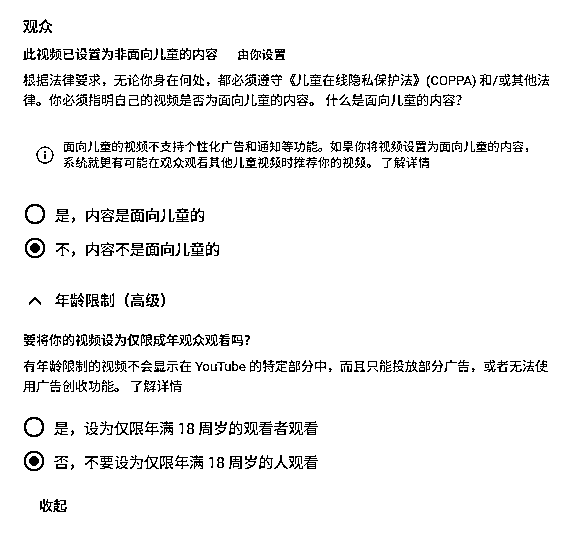 观众
此视频已设置为非面向儿童的内容 由你设置
根据法律要求，无论你身在何处，都必须遵守《儿童在线隐私保护法》(COPPA) 和/或其他法
律。你必须指明自己的视频是否为面向儿童的内容。 什么是面向儿童的内容？
面向儿童的视频不支持个性化广告和通知等功能。如果你将视频设置为面向儿童的内容，
系统就更有可能在观众观看其他儿童视频时推荐你的视频。 了解详情
是，内容是面向儿童的
不，内容不是面向儿童的
年龄限制（高级）
要将你的视频设为仅限成年观众观看吗？
有年龄限制的视频不会显示在 YouTube 的特定部分中，而且只能投放部分广告，或者无法使
用广告创收功能。 了解详情
是，设为仅限年满 18 周岁的观看者观看
否，不要设为仅限年满 18 周岁的人观看
收起